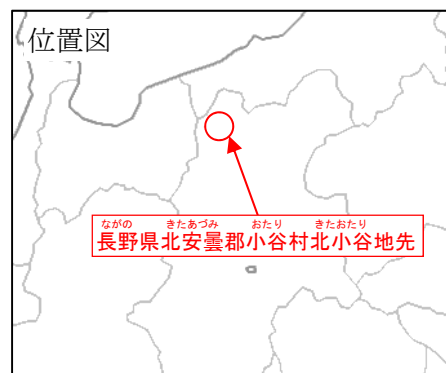 位置図
ながの きたあづみ おたり きたおたり
長野県北安曇郡小谷村北小谷地先